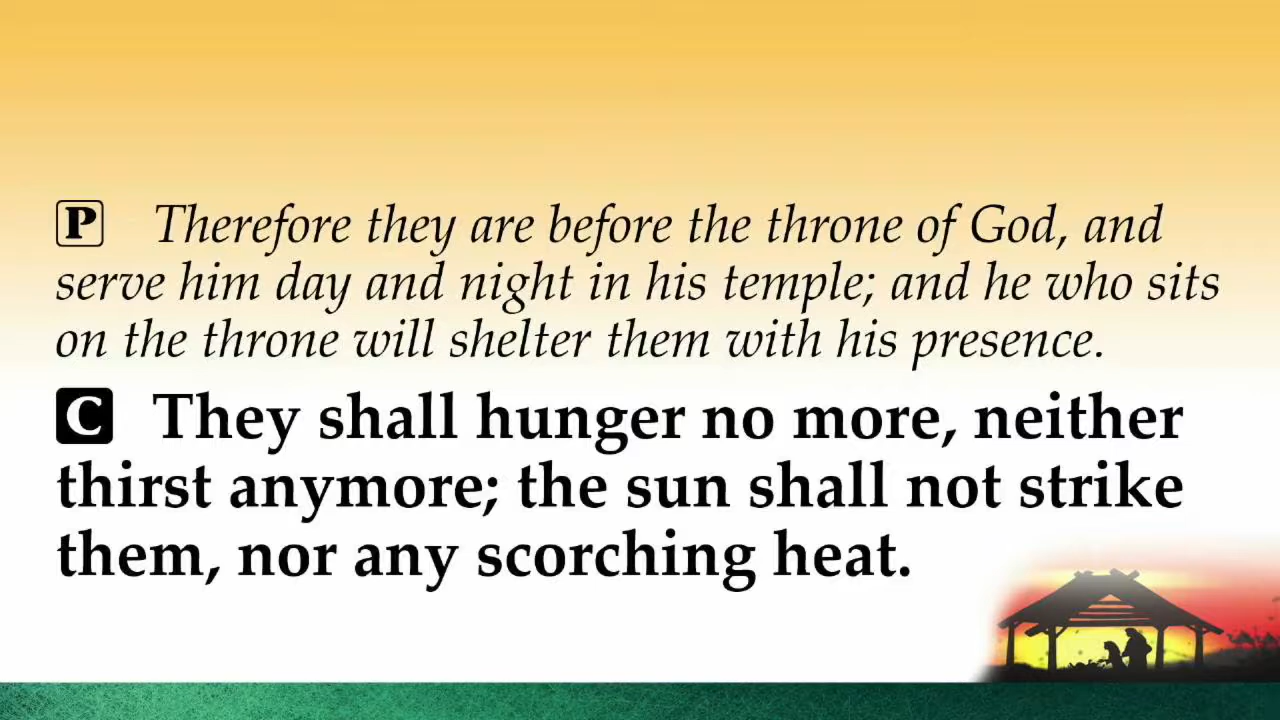 P Therefore they are before the throne of God, and
serve him day and night in his temple; and he who sits
on the throne will shelter them with his presence.
C They shall hunger no more, neither
thirst anymore; the sun shall not strike
them, nor any scorching heat.